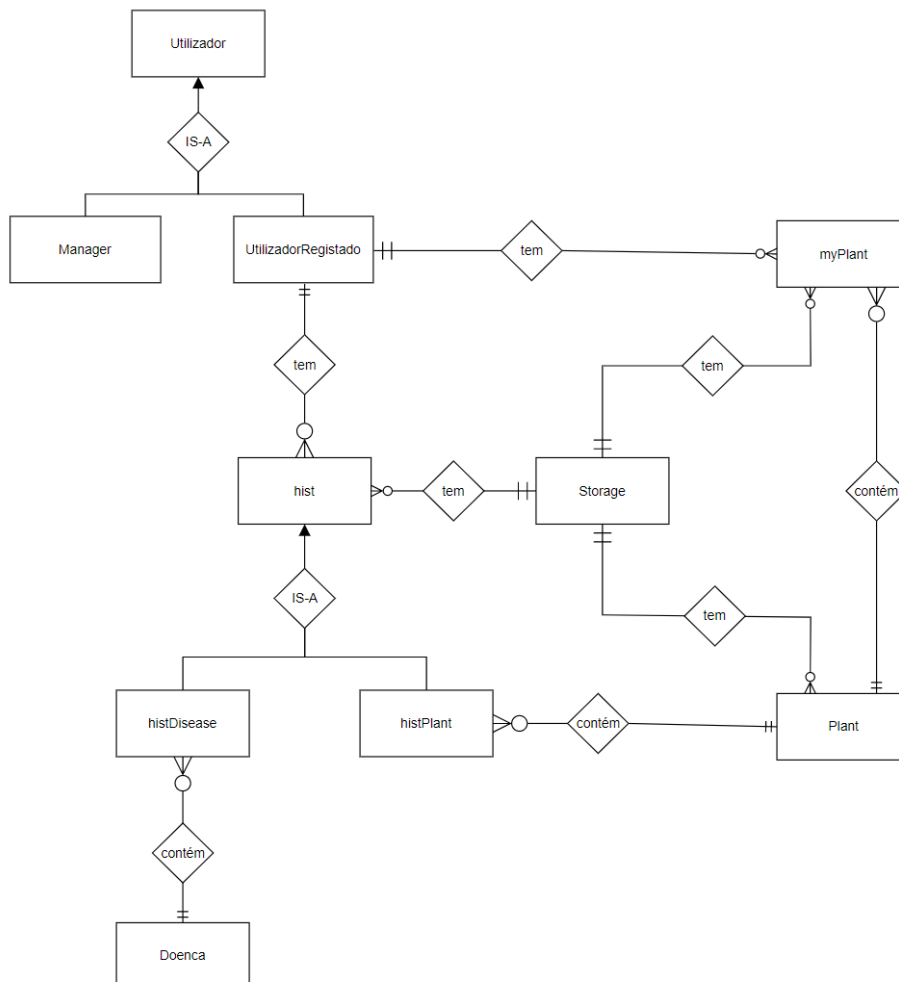 Utilizador
IS-A
Manager
UtilizadorRegistado
tem
myPlant
tem
tem
hist
tem
Storage
contém
IS-A
tem
histDisease
histPlant
contém
Plant
contém
Doenca